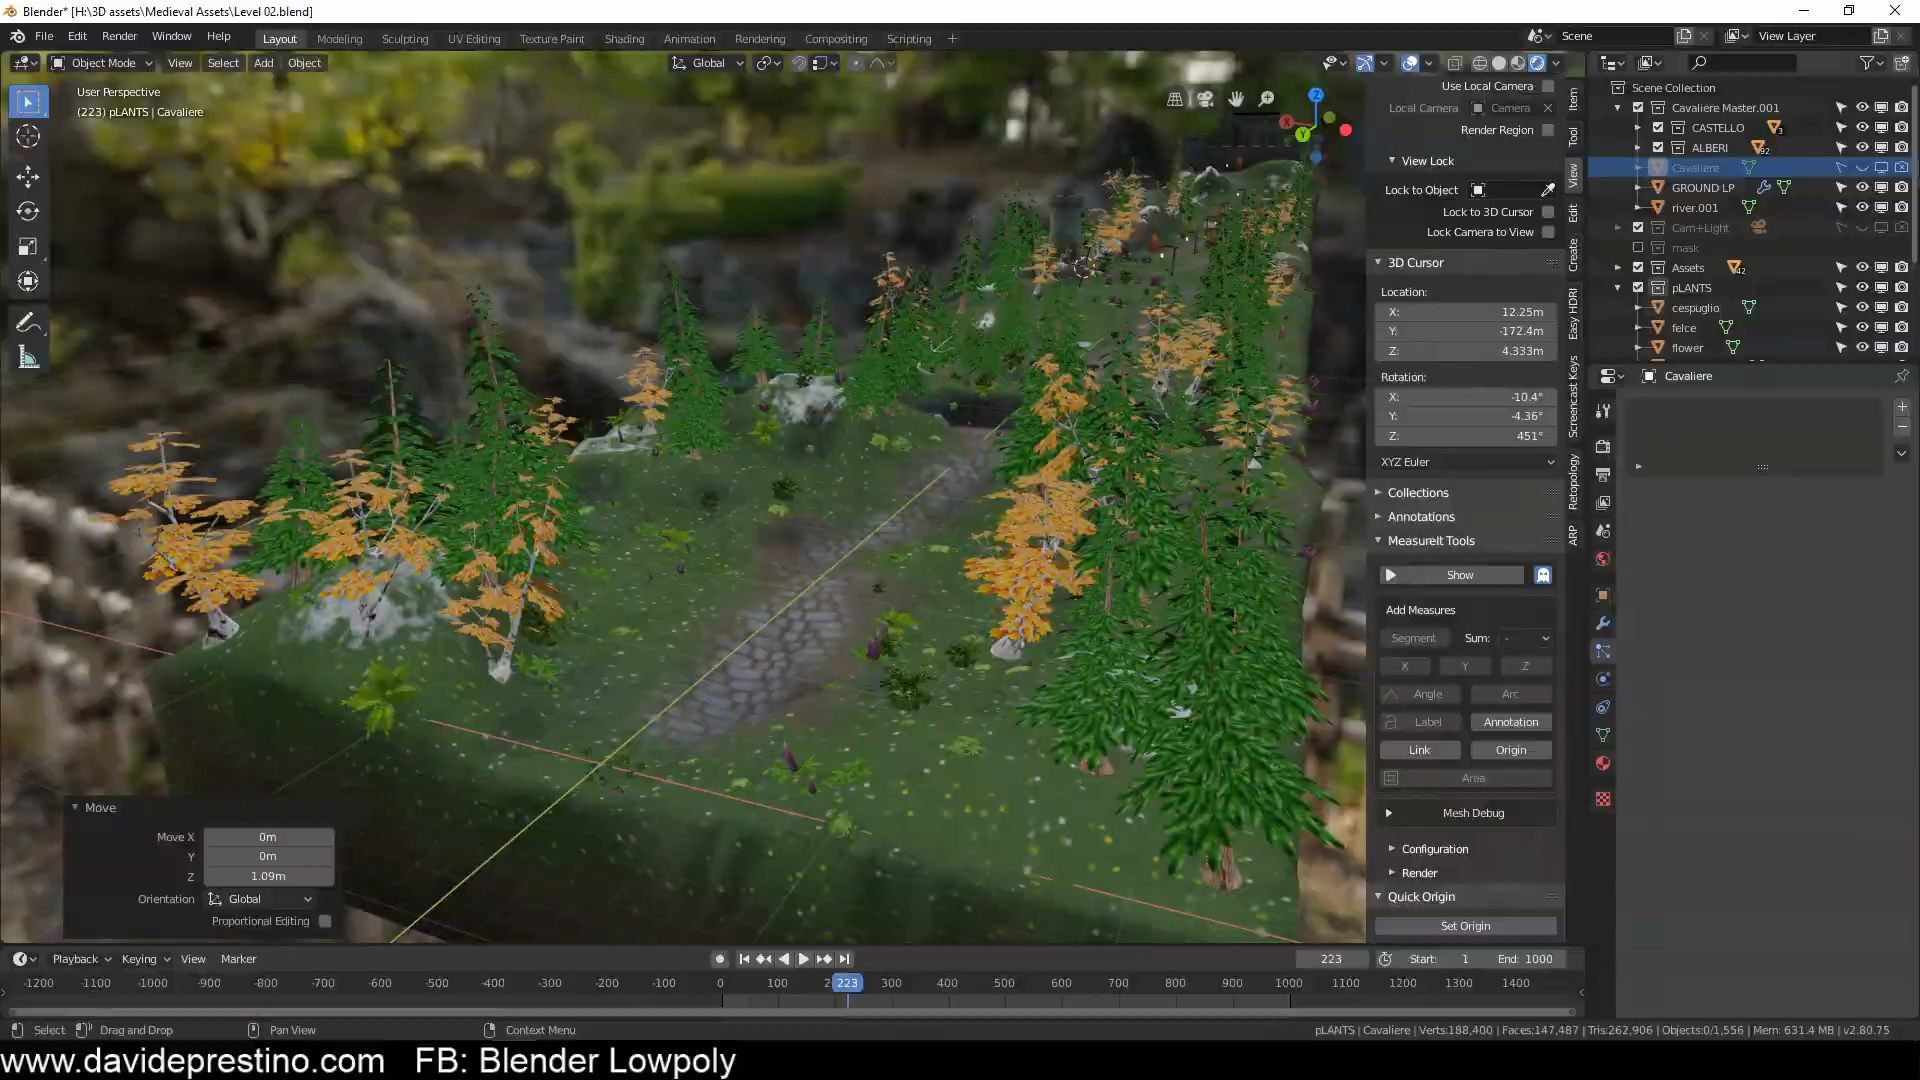 Blender* [H:\3D assets\Medieval Assets\Level 02.blend]
File Edit Render Window Help
Layout Modeling Sculpting UV Editing Texture Paint Shading Animation Rendering Compositing Scripting +
Scene
View Layer
Object Mode View Select Add Object
Global
User Perspective
(223) pLANTS | Cavaliere
Z
X
Y
Use Local Camera
Local Camera Camera
Render Region
View Lock
Lock to Object
Lock to 3D Cursor
Lock Camera to View
3D Cursor
Location:
X: 12.25m
Y: -172.4m
Z: 4.333m
Rotation:
X: -10.4°
Y: -4.36°
Z: 451°
XYZ Euler
Collections
Annotations
MeasureIt Tools
Show
Add Measures
Segment Sum: -
X Y Z
Angle Arc
Label Annotation
Link Origin
Area
Mesh Debug
Configuration
Render
Quick Origin
Set Origin
Item
Tool
View
Edit
Create
Easy HDRI
Screencast Keys
Retopology
ARP
Scene Collection
Cavaliere Master.001
CASTELLO 3
ALBERI 92
Cavaliere
GROUND LP
river.001
Cam+Light
mask
Assets 42
pLANTS
cespuglio
felce
flower
Cavaliere
Move
Move X 0m
Y 0m
Z 1.09m
Orientation Global
Proportional Editing
Playback Keying View Marker
223 Start: 1 End: 1000
-1200 -1100 -1000 -900 -800 -700 -600 -500 -400 -300 -200 -100 0 100 2 223 300 400 500 600 700 800 900 1000 1100 1200 1300 1400
Select Drag and Drop Pan View Context Menu
pLANTS | Cavaliere | Verts:188,400 | Faces:147,487 | Tris:262,906 | Objects:0/1,556 | Mem: 631.4 MB | v2.80.75
www.davideprestino.com FB: Blender Lowpoly